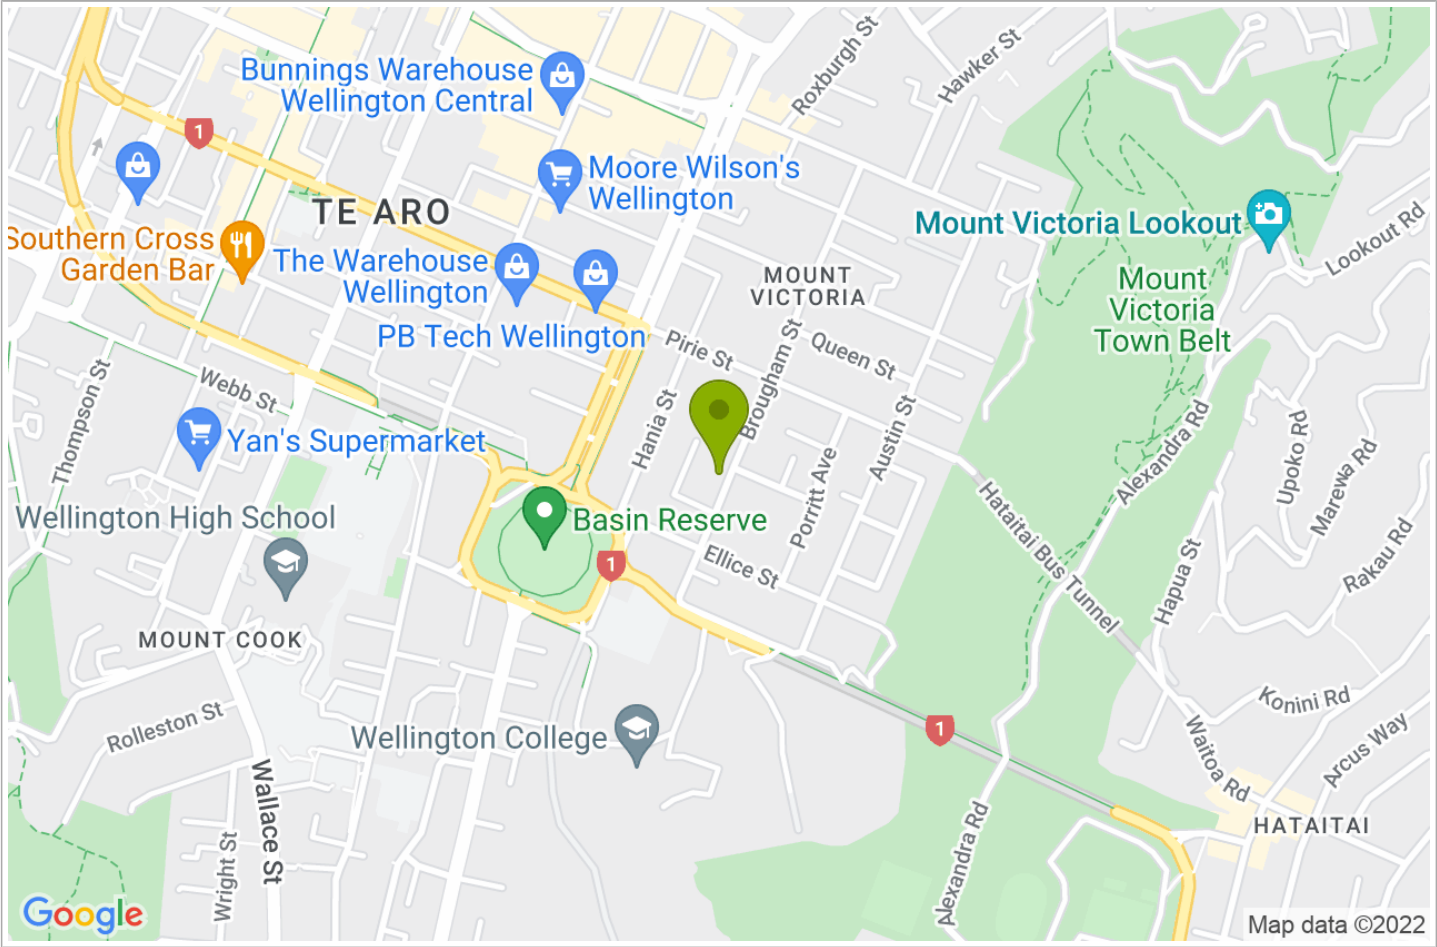 Roxburgh St
Hawker St
Bunnings Warehouse
Wellington Central
1
Moore Wilson's
Wellington
TE ARO
Mount Victoria Lookout
Lookout Rd
Southern Cross
Garden Bar
The Warehouse
Wellington
MOUNT
VICTORIA
Mount
Victoria
Town Belt
PB Tech Wellington
Pirie St
Queen St
Brougham St
Webb St
Thompson St
Hania St
Austin St
Alexandra Rd
Yan's Supermarket
Upoko Rd
Marewa Rd
Porritt Ave
Wellington High School
Basin Reserve
Hataitai Bus Tunnel
Ellice St
1
Hapua St
Rakau Rd
MOUNT COOK
Konini Rd
Rolleston St
Wellington College
1
Waitoa Rd
Arcus Way
Wallace St
HATAITAI
Wright St
Alexandra Rd
Google
Map data ©2022